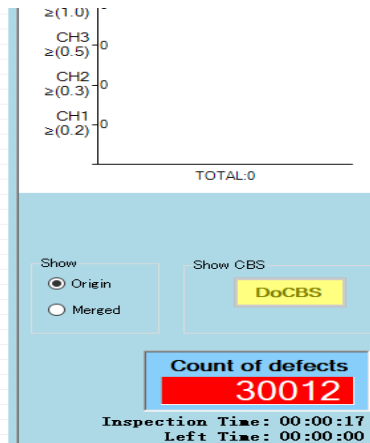 ≥(1.0)
CH3
≥(0.5) 0
CH2
≥(0.3) 0
CH1
≥(0.2) 0
TOTAL:0
Show
Origin
Merged
Show CBS
DoCBS
Count of defects
30012
Inspection Time: 00:00:17
Left Time: 00:00:00